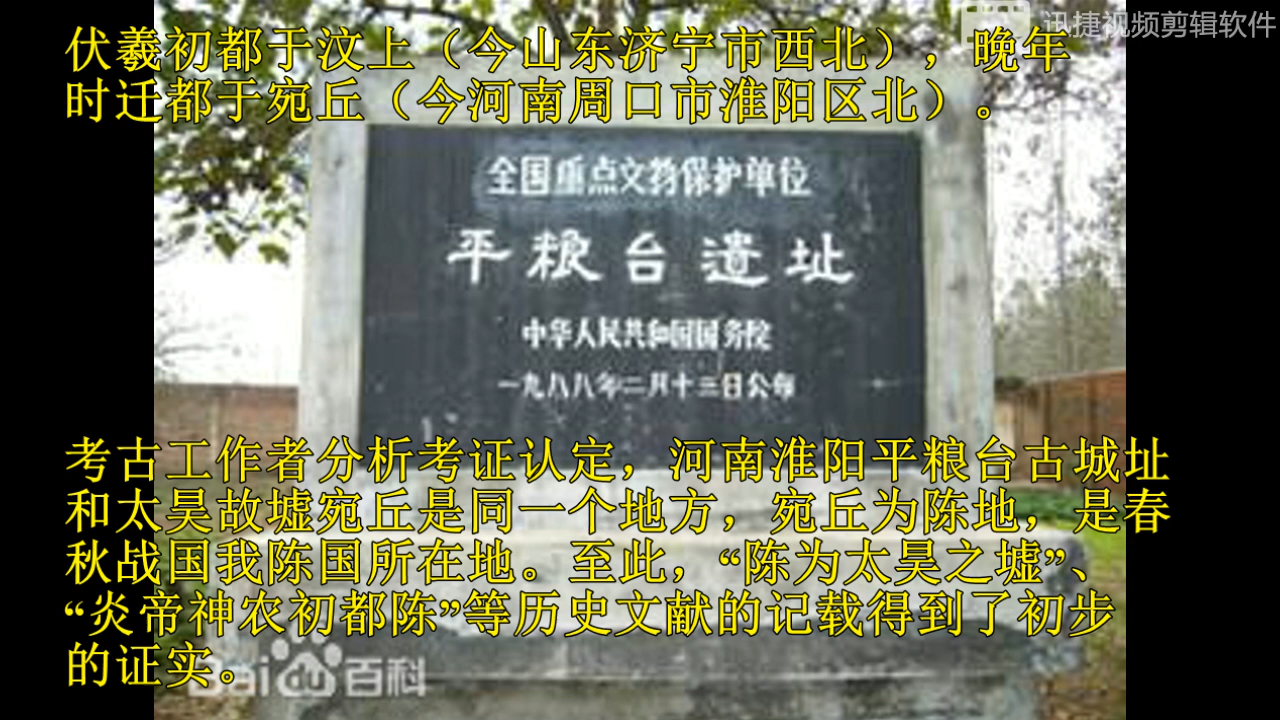 迅捷视频剪辑软件
伏羲初都于汶上（今山东济宁市西北），晚年
时迁都于宛丘（今河南周口市淮阳区北）。
全国重点文物保护单位
平粮台遗址
中华人民共和国国务院
一九八八年二月十三日公布
考古工作者分析考证认定，河南淮阳平粮台古城址
和太昊故墟宛丘是同一个地方，宛丘为陈地，是春
秋战国我陈国所在地。至此，“陈为太昊之墟”、
“炎帝神农初都陈”等历史文献的记载得到了初步
的证实。
Baidu百科